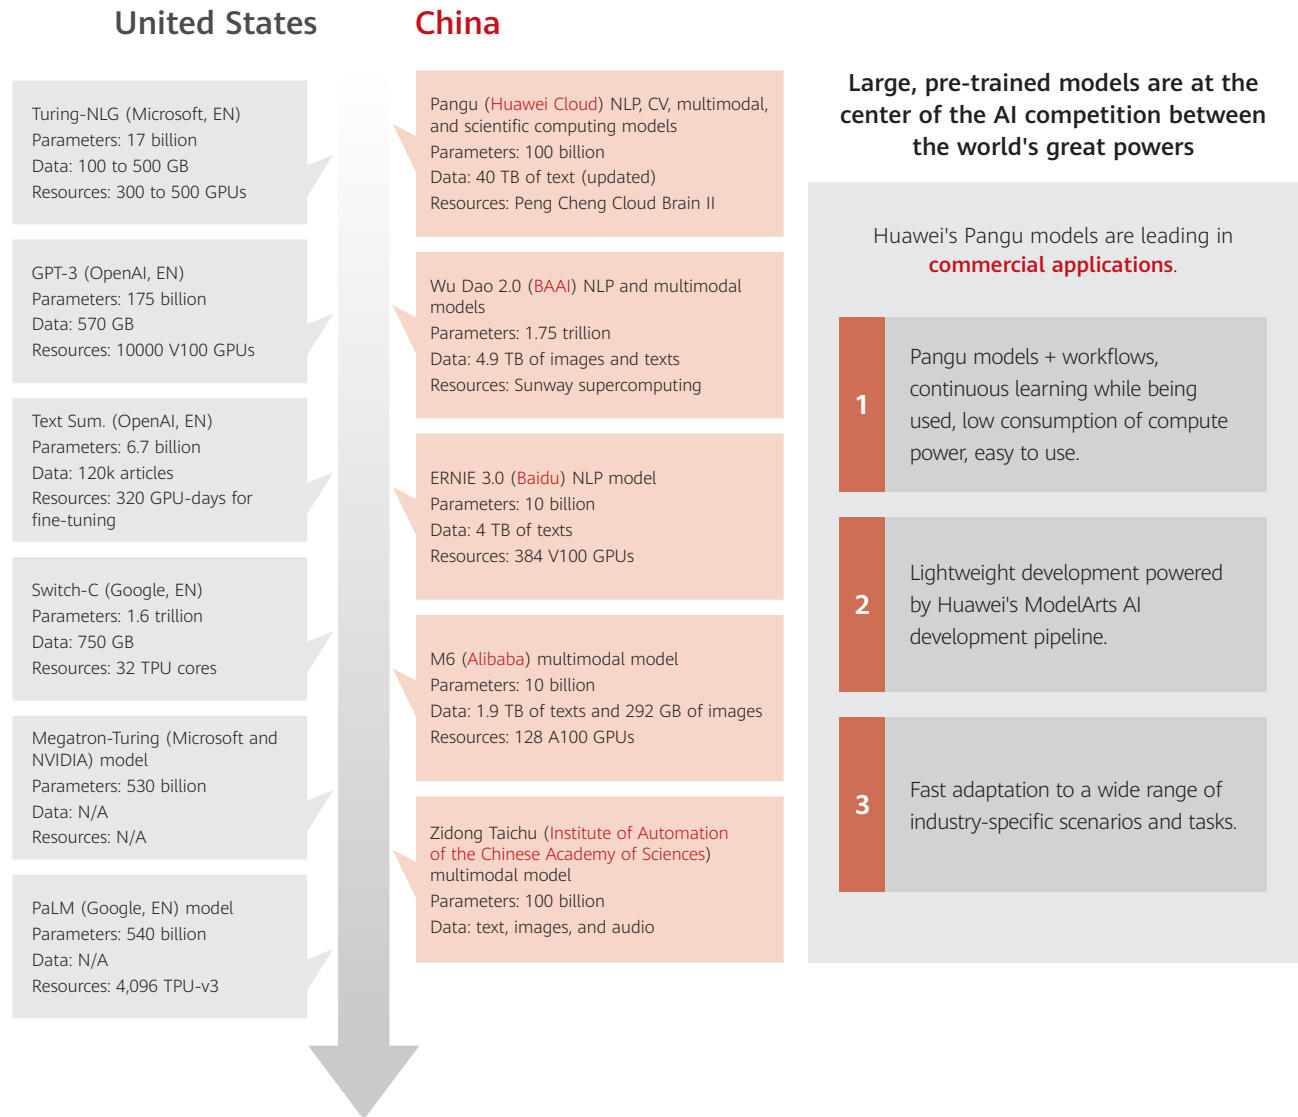 United States
Turing-NLG (Microsoft, EN)
Parameters: 17 billion
Data: 100 to 500 GB
Resources: 300 to 500 GPUs
GPT-3 (OpenAI, EN)
Parameters: 175 billion
Data: 570 GB
Resources: 10000 V100 GPUs
Text Sum. (OpenAI, EN)
Parameters: 6.7 billion
Data: 120k articles
Resources: 320 GPU-days for
fine-tuning
Switch-C (Google, EN)
Parameters: 1.6 trillion
Data: 750 GB
Resources: 32 TPU cores
Megatron-Turing (Microsoft and
NVIDIA) model
Parameters: 530 billion
Data: N/A
Resources: N/A
PaLM (Google, EN) model
Parameters: 540 billion
Data: N/A
Resources: 4,096 TPU-v3
China
Pangu (Huawei Cloud) NLP, CV, multimodal,
and scientific computing models
Parameters: 100 billion
Data: 40 TB of text (updated)
Resources: Peng Cheng Cloud Brain II
Wu Dao 2.0 (BAAI) NLP and multimodal
models
Parameters: 1.75 trillion
Data: 4.9 TB of images and texts
Resources: Sunway supercomputing
ERNIE 3.0 (Baidu) NLP model
Parameters: 10 billion
Data: 4 TB of texts
Resources: 384 V100 GPUs
M6 (Alibaba) multimodal model
Parameters: 10 billion
Data: 1.9 TB of texts and 292 GB of images
Resources: 128 A100 GPUs
Zidong Taichu (Institute of Automation
of the Chinese Academy of Sciences)
multimodal model
Parameters: 100 billion
Data: text, images, and audio
Large, pre-trained models are at the
center of the AI competition between
the world's great powers
Huawei's Pangu models are leading in
commercial applications.
1
Pangu models + workflows,
continuous learning while being
used, low consumption of compute
power, easy to use.
2
Lightweight development powered
by Huawei's ModelArts AI
development pipeline.
3
Fast adaptation to a wide range of
industry-specific scenarios and tasks.